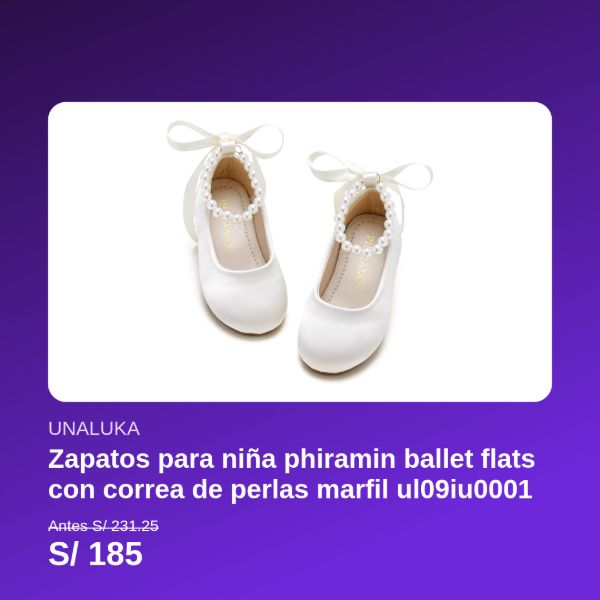 UNALUKA
Zapatos para niña phiramin ballet flats
con correa de perlas marfil ul09iu0001
Antes S/ 231.25
S/ 185